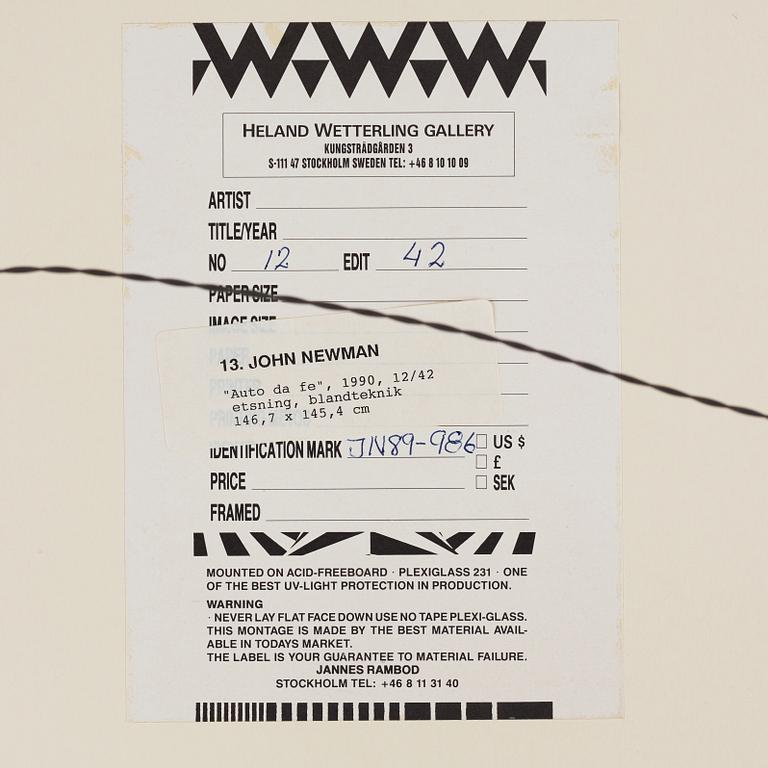 W.W.W.
HELAND WETTERLING GALLERY
KUNGSTRÄDGÅRDEN 3
S-111 47 STOCKHOLM SWEDEN TEL: +46 8 10 10 09
ARTIST
TITLE/YEAR
NO 12 EDIT 42
PAPER SIZE
IMAGE SIZE
PAPER
13. JOHN NEWMAN
"Auto da fe", 1990, 12/42
etsning, blandteknik
146,7 x 145,4 cm
IDENTIFICATION MARK JN89-986 US $
£
PRICE SEK
FRAMED
MOUNTED ON ACID-FREEBOARD · PLEXIGLASS 231 · ONE
OF THE BEST UV-LIGHT PROTECTION IN PRODUCTION.
WARNING
· NEVER LAY FLAT FACE DOWN USE NO TAPE PLEXI-GLASS.
THIS MONTAGE IS MADE BY THE BEST MATERIAL AVAIL-
ABLE IN TODAYS MARKET.
THE LABEL IS YOUR GUARANTEE TO MATERIAL FAILURE.
JANNES RAMBOD
STOCKHOLM TEL: +46 8 11 31 40